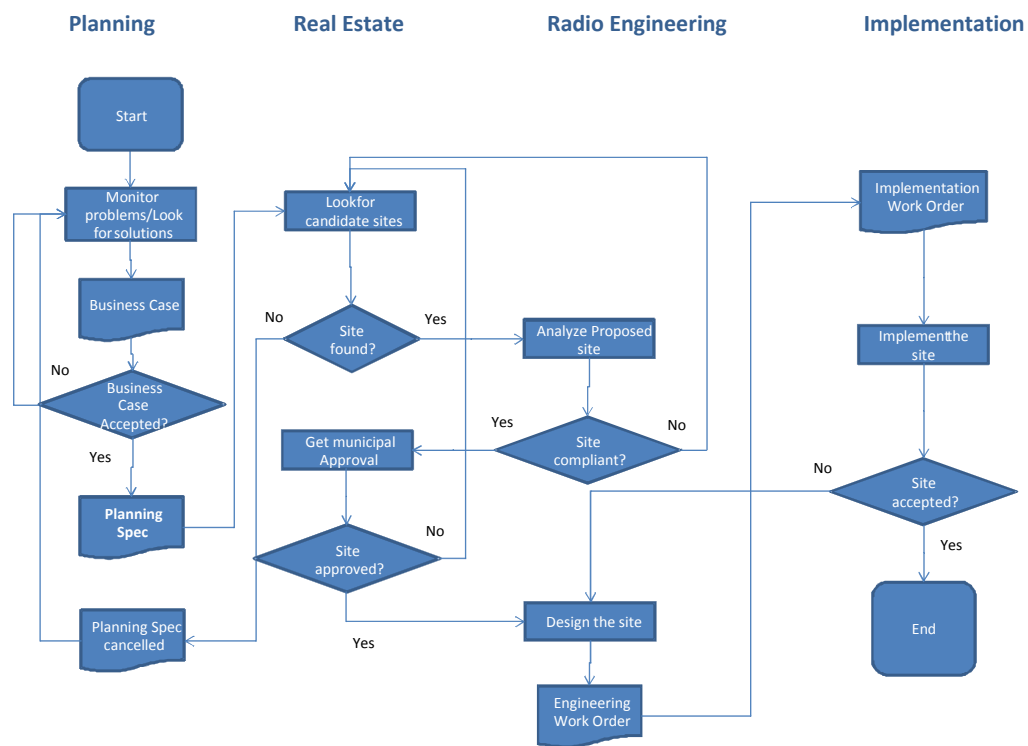 Planning
Real Estate
Radio Engineering
Implementation
Start
Monitor
problems/Look
for solutions
Business Case
No
Business
Case
Accepted?
Yes
Planning
Spec
Planning Spec
cancelled
Lookfor
candidate sites
No
Site
found?
Yes
Get municipal
Approval
Site
approved?
No
Yes
Analyze Proposed
site
Yes
Site
compliant?
No
Design the site
Engineering
Work Order
Implementation
Work Order
Implementthe
site
No
Site
accepted?
Yes
End